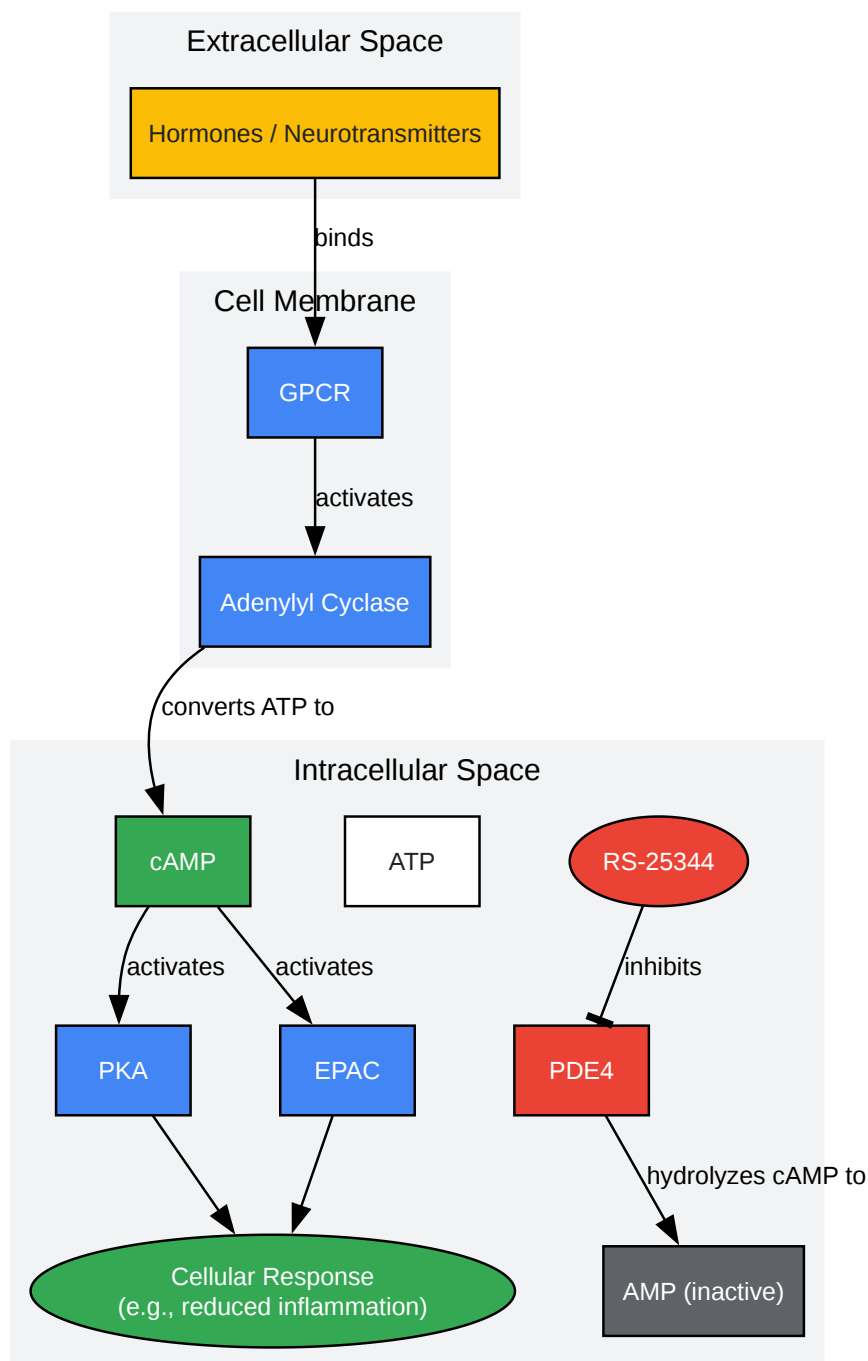 Extracellular Space
Hormones / Neurotransmitters
binds
Cell Membrane
GPCR
activates
Adenylyl Cyclase
converts ATP to
Intracellular Space
cAMP
ATP
RS-25344
activates
activates
inhibits
PKA
EPAC
PDE4
hydrolyzes cAMP to
Cellular Response
(e.g., reduced inflammation)
AMP (inactive)